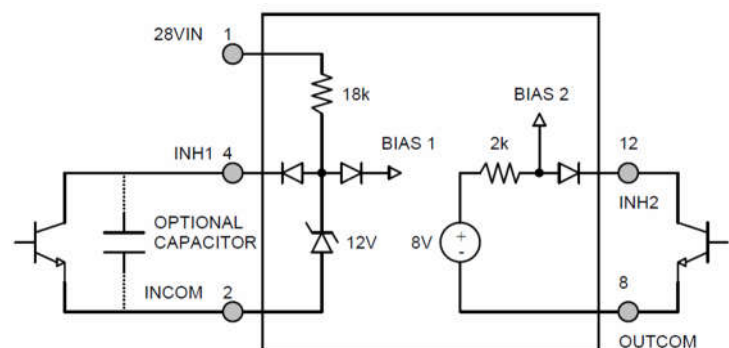 28VIN 1
18k
BIAS 2
INH1 4
BIAS 1
2k
12
INH2
OPTIONAL
CAPACITOR
12V
8V
+
-
INCOM 2
8
OUTCOM